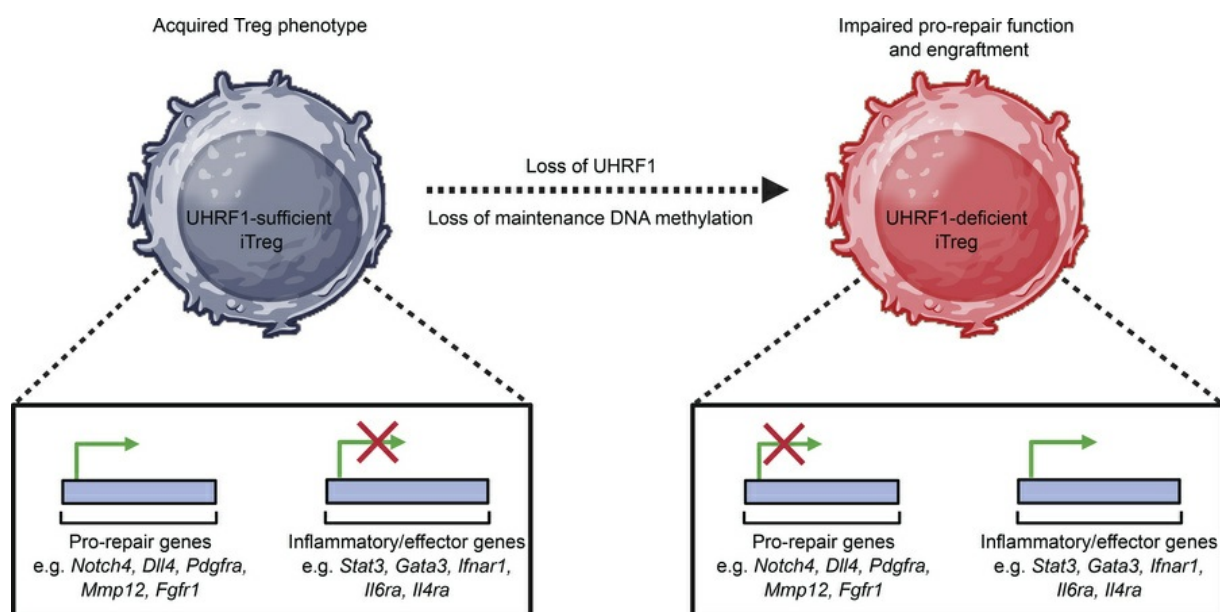 Acquired Treg phenotype
Impaired pro-repair function
and engraftment
UHRF1-sufficient
iTreg
Loss of UHRF1
Loss of maintenance DNA methylation
UHRF1-deficient
iTreg
Pro-repair genes
e.g. Notch4, Dll4, Pdgfra,
Mmp12, Fgfr1
Inflammatory/effector genes
e.g. Stat3, Gata3, Ifnar1,
Il6ra, Il4ra
Pro-repair genes
e.g. Notch4, Dll4, Pdgfra,
Mmp12, Fgfr1
Inflammatory/effector genes
e.g. Stat3, Gata3, Ifnar1,
Il6ra, Il4ra